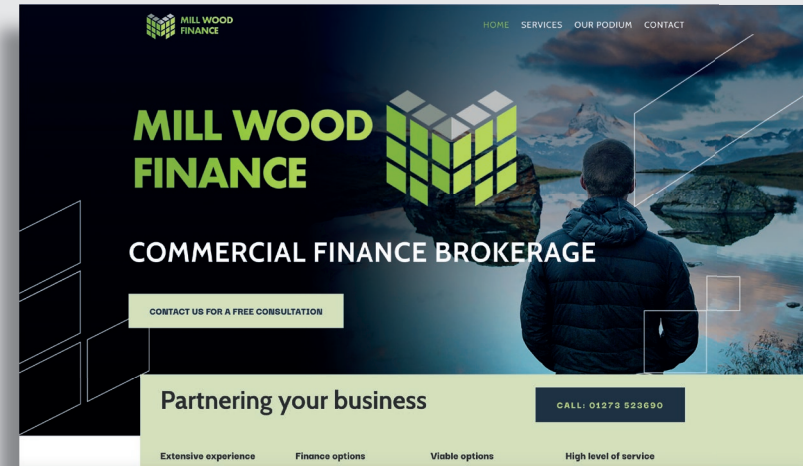 MILL WOOD
FINANCE
HOME SERVICES OUR PODIUM CONTACT
MILL WOOD
FINANCE
COMMERCIAL FINANCE BROKERAGE
CONTACT US FOR A FREE CONSULTATION
Partnering your business
CALL: 01273 523690
Extensive experience Finance options Viable options High level of service